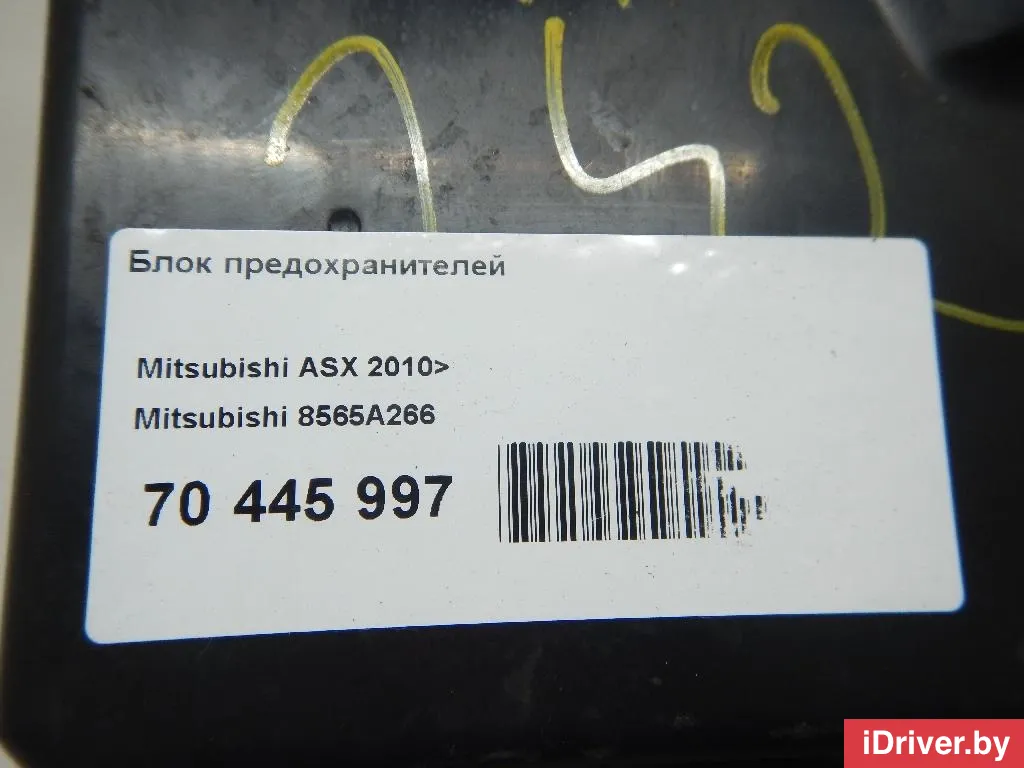 Блок предохранителей
Mitsubishi ASX 2010>
Mitsubishi 8565A266
70 445 997
iDriver.by